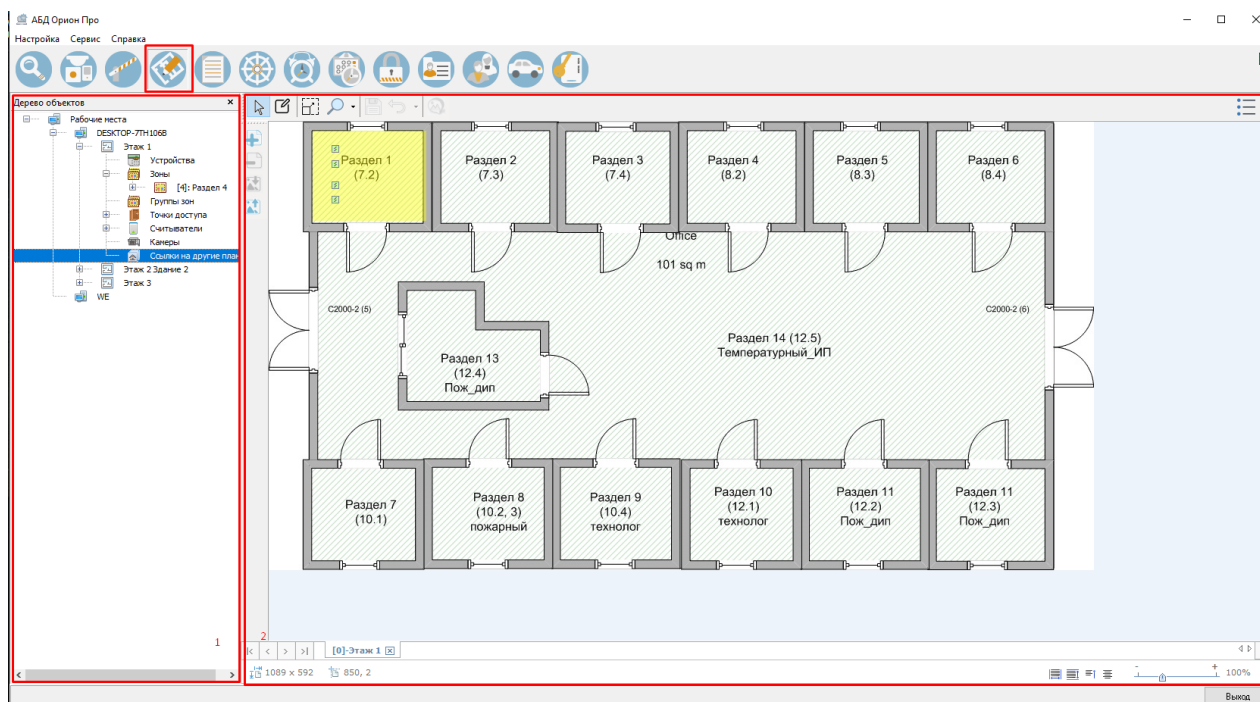 АБД Орион Про
Настройка Сервис Справка
Дерево объектов
Рабочие места
DESKTOP-7TH106B
Этаж 1
Устройства
Зоны
[4]: Раздел 4
Группы зон
Точки доступа
Считыватели
Камеры
Ссылки на другие план
Этаж 2 Здание 2
Этаж 3
WE
1
Раздел 1
(7.2)
Раздел 2
(7.3)
Раздел 3
(7.4)
Раздел 4
(8.2)
Раздел 5
(8.3)
Раздел 6
(8.4)
Office
101 sq m
С2000-2 (5)
С2000-2 (6)
Раздел 13
(12.4)
Пож_дип
Раздел 14 (12.5)
Температурный_ИП
Раздел 7
(10.1)
Раздел 8
(10.2, 3)
пожарный
Раздел 9
(10.4)
технолог
Раздел 10
(12.1)
технолог
Раздел 11
(12.2)
Пож_дип
Раздел 11
(12.3)
Пож_дип
2
[0]-Этаж 1
1089 x 592 850, 2
- + 100%
Выход